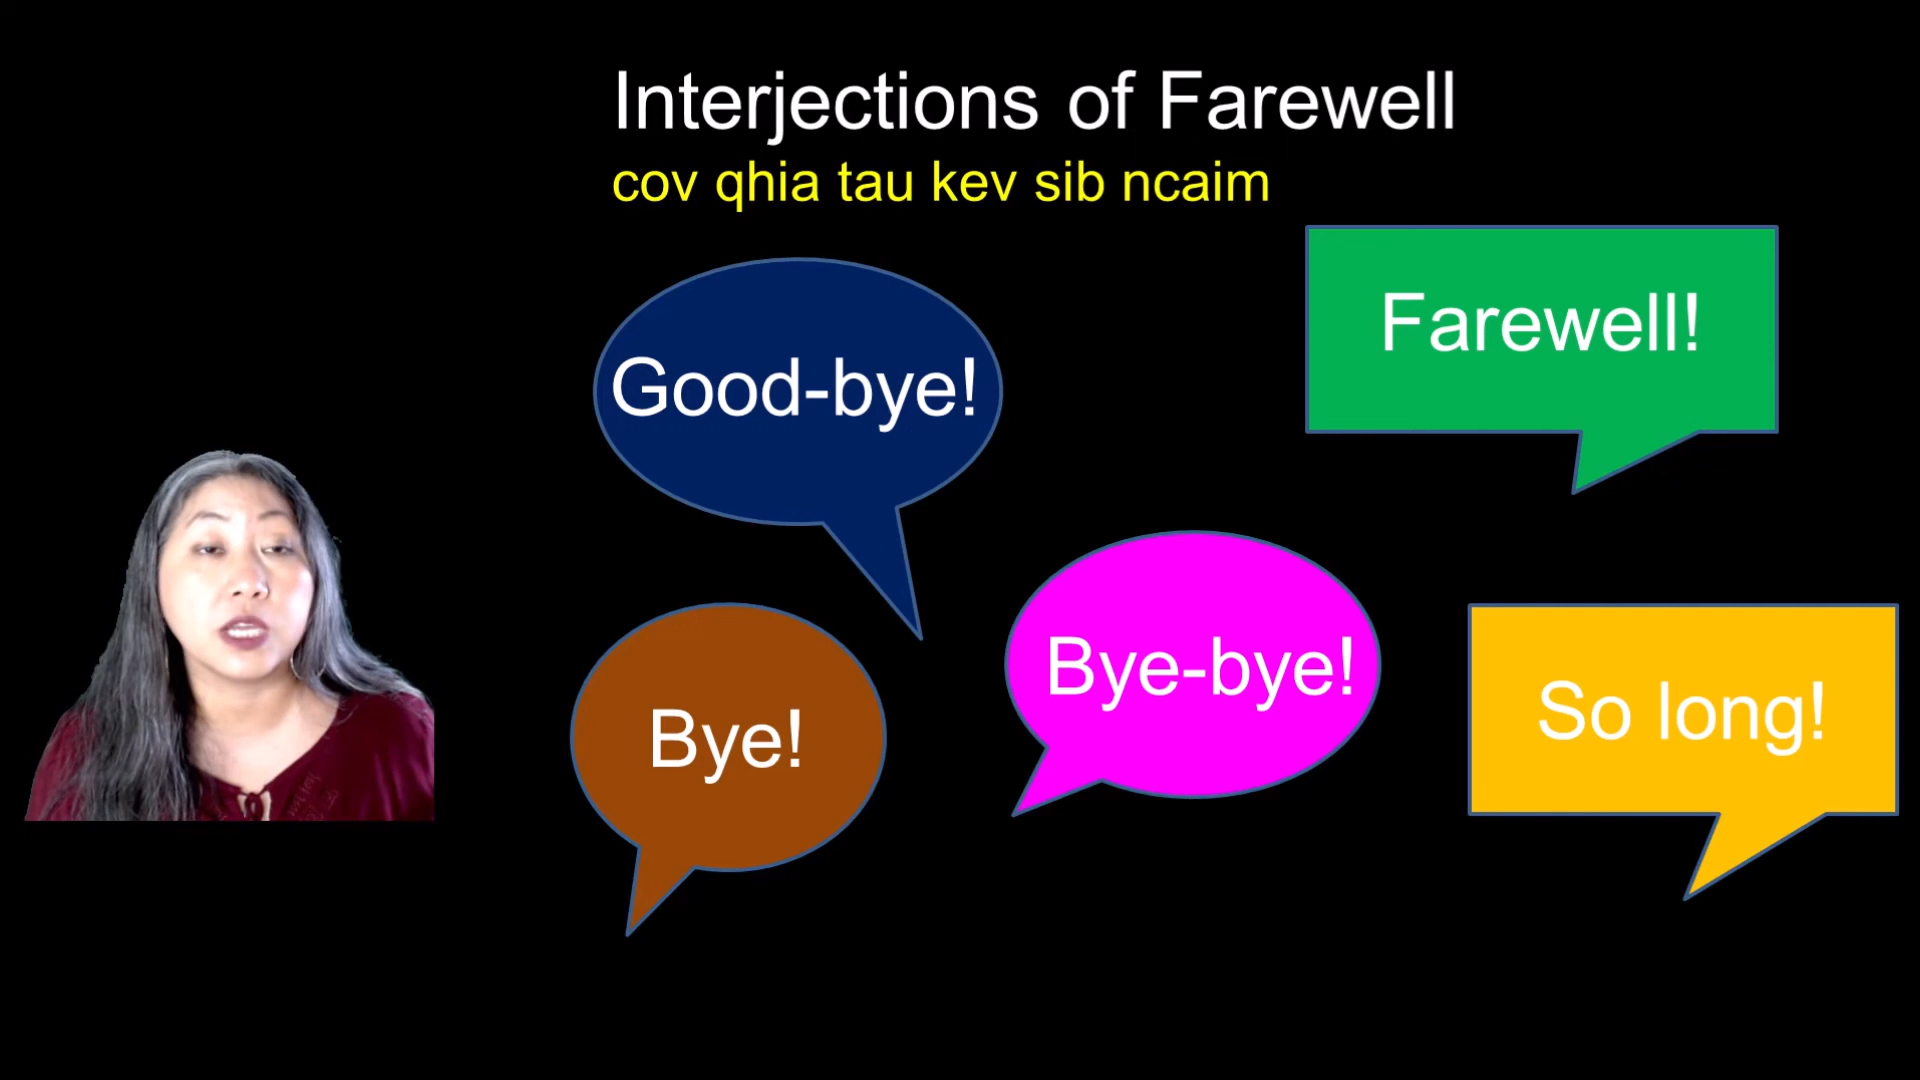 Interjections of Farewell
cov qhia tau kev sib ncaim
Good-bye!
Farewell!
Bye!
Bye-bye!
So long!